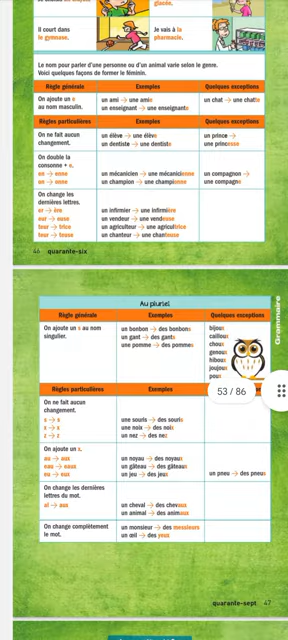 glacée.
Il court dans
le gymnase.
Je vais à la
pharmacie.
Le nom pour parler d'une personne ou d'un animal varie selon le genre.
Voici quelques façons de former le féminin.
Règle générale Exemples Quelques exceptions
On ajoute un e
au nom masculin.
un ami → une amie
un enseignant → une enseignante
un chat → une chatte
Règles particulières Exemples Quelques exceptions
On ne fait aucun
changement.
un élève → une élève
un dentiste → une dentiste
un prince →
une princesse
On double la
consonne + e.
en → enne
on → onne
un mécanicien → une mécanicienne
un champion → une championne
un compagnon →
une compagne
On change les
dernières lettres.
er → ère
eur → euse
teur → trice
teur → teuse
un infirmier → une infirmière
un vendeur → une vendeuse
un agriculteur → une agricultrice
un chanteur → une chanteuse
46 quarante-six
Au pluriel
Règle générale Exemples Quelques exceptions
On ajoute un s au nom
singulier.
un bonbon → des bonbons
un gant → des gants
une pomme → des pommes
bijoux
cailloux
choux
genoux
hiboux
joujoux
poux
Grammaire
53 / 86
Règles particulières Exemples
On ne fait aucun
changement.
s → s
x → x
z → z
une souris → des souris
une noix → des noix
un nez → des nez
On ajoute un x.
au → aux
eau → eaux
eu → eux
un noyau → des noyaux
un gâteau → des gâteaux
un jeu → des jeux
un pneu → des pneus
On change les dernières
lettres du mot.
al → aux
un cheval → des chevaux
un animal → des animaux
On change complètement
le mot.
un monsieur → des messieurs
un œil → des yeux
quarante-sept 47